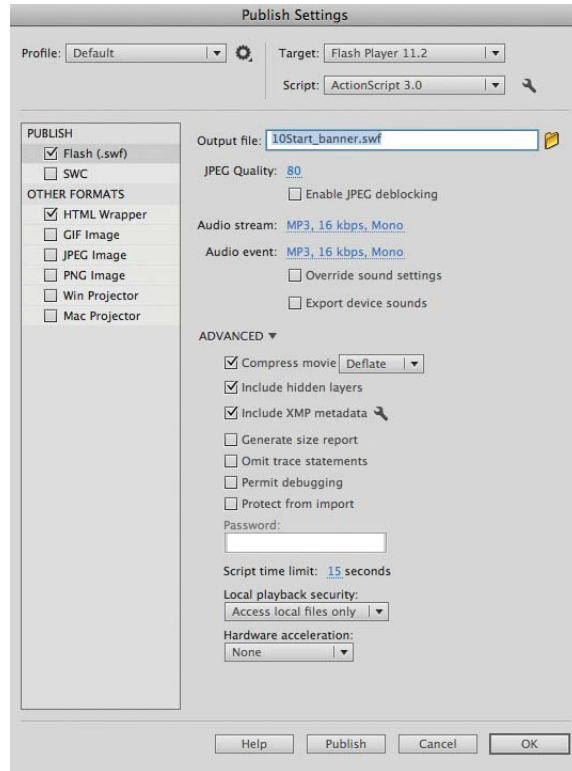 Publish Settings
Profile: Default
Target: Flash Player 11.2
Script: ActionScript 3.0
PUBLISH
Flash (.swf)
SWC
OTHER FORMATS
HTML Wrapper
GIF Image
JPEG Image
PNG Image
Win Projector
Mac Projector
Output file: 10Start_banner.swf
JPEG Quality: 80
Enable JPEG deblocking
Audio stream: MP3, 16 kbps, Mono
Audio event: MP3, 16 kbps, Mono
Override sound settings
Export device sounds
ADVANCED
Compress movie Deflate
Include hidden layers
Include XMP metadata
Generate size report
Omit trace statements
Permit debugging
Protect from import
Password:
Script time limit: 15 seconds
Local playback security:
Access local files only
Hardware acceleration:
None
Help Publish Cancel OK